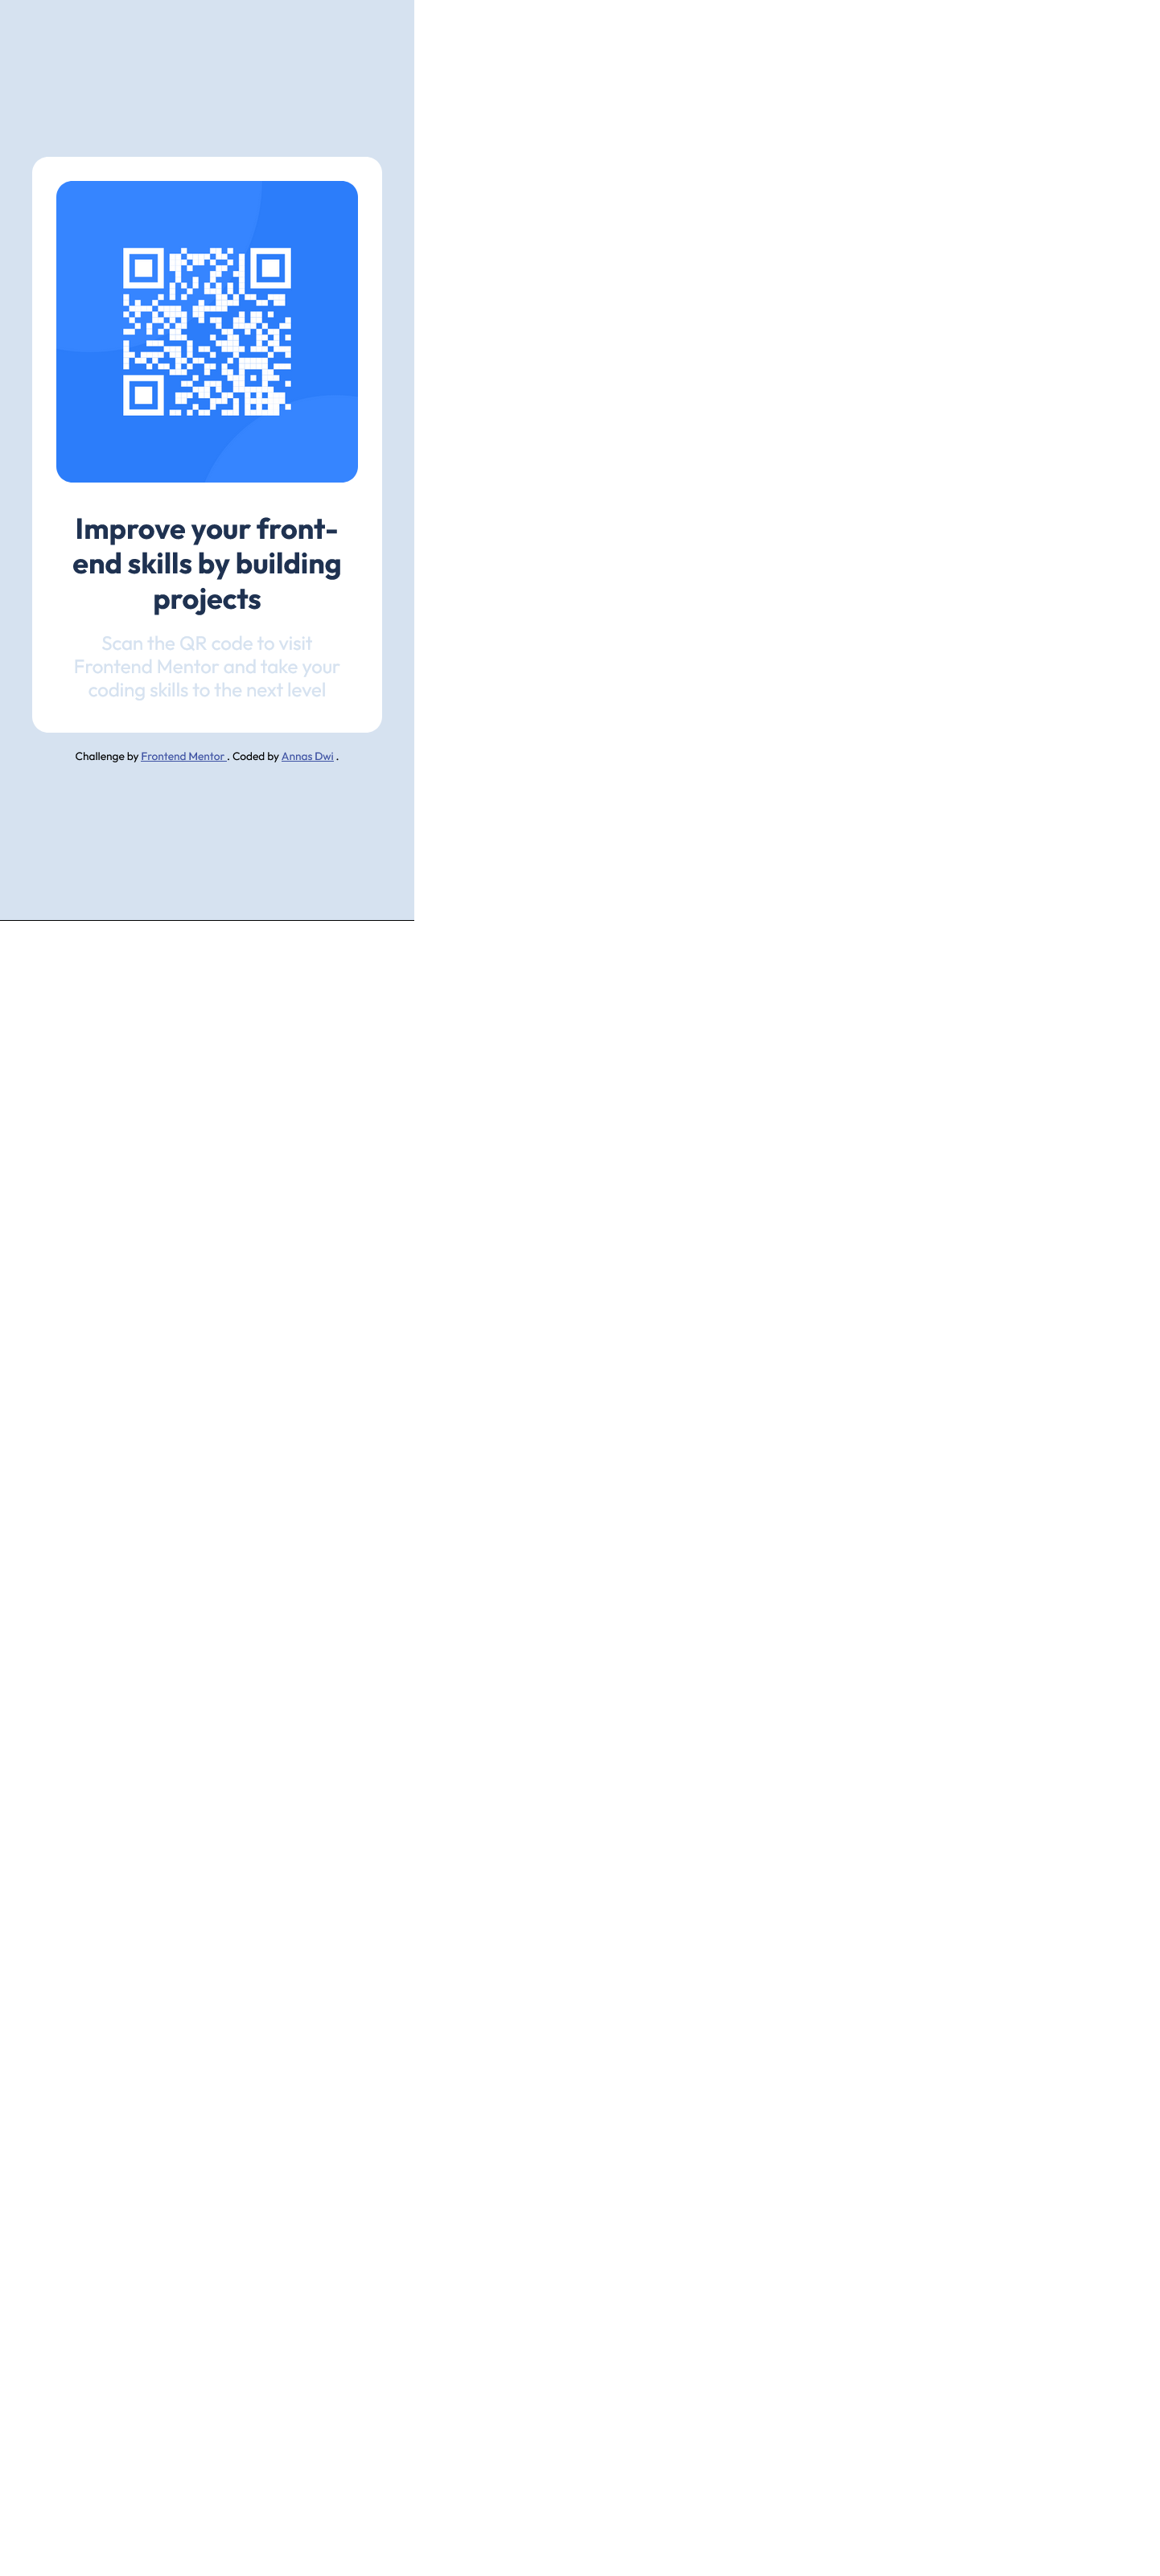 Improve your front-
end skills by building
projects
Scan the QR code to visit
Frontend Mentor and take your
coding skills to the next level
Challenge by Frontend Mentor . Coded by Annas Dwi .